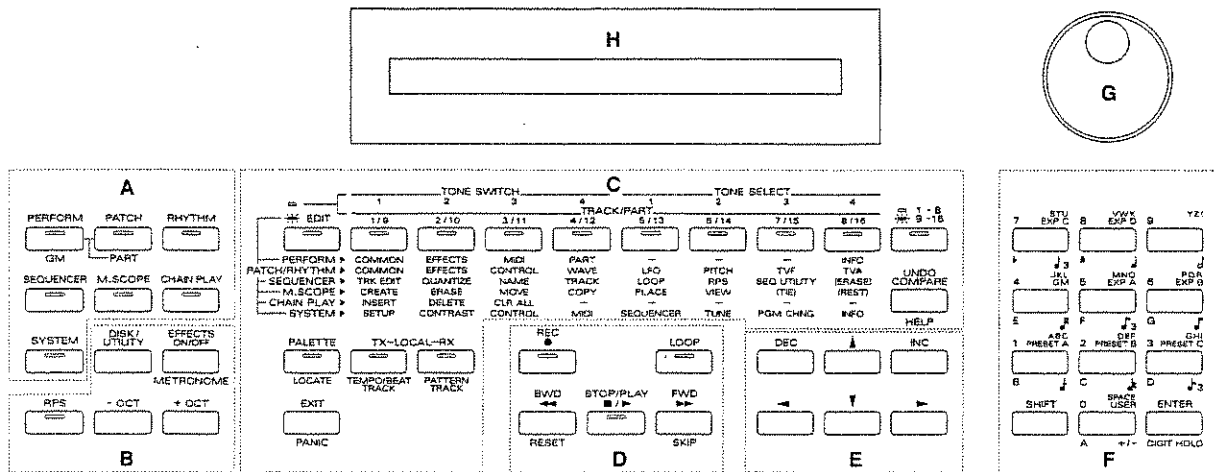 H
G
A
PERFORM PATCH RHYTHM
GM PART
SEQUENCER M.SCOPE CHAIN PLAY
SYSTEM DISK/ UTILITY EFFECTS ON/OFF
METRONOME
RPS - OCT + OCT
B
C
TONE SWITCH TONE SELECT
1 2 3 4 1 2 3 4
TRACK/PART
EDIT 1/9 2/10 3/11 4/12 5/13 6/14 7/15 8/16 1 - 8 9 -16
PERFORM ▶ COMMON EFFECTS MIDI PART – – – INFO
PATCH/RHYTHM ▶ COMMON EFFECTS CONTROL WAVE LFO PITCH TVF TVA
SEQUENCER ▶ TRK EDIT QUANTIZE NAME TRACK LOOP RPS SEQ UTILITY (ERASE)
M.SCOPE ▶ CREATE ERASE MOVE COPY PLACE VIEW (TIE) (REST)
CHAIN PLAY ▶ INSERT DELETE CLR ALL – – – – –
SYSTEM ▶ SETUP CONTRAST CONTROL MIDI SEQUENCER TUNE PGM CHNG INFO
UNDO
COMPARE
HELP
PALETTE TX–LOCAL–RX
LOCATE TEMPO/BEAT TRACK PATTERN TRACK
EXIT
PANIC
REC LOOP
●
BWD STOP/PLAY FWD
◀◀ ■/▶ ▶▶
RESET SKIP
D
DEC ▲ INC
◀ ▼ ▶
E
7 STU EXP C 8 VWX EXP D 9
4 JKL GM 5 MNO EXP A 6 PQR EXP B
E F G
1 ABC PRESET A 2 DEF PRESET B 3 GHI PRESET C
B C D
SHIFT 0 SPACE USER ENTER
A +/- DIGIT HOLD
F